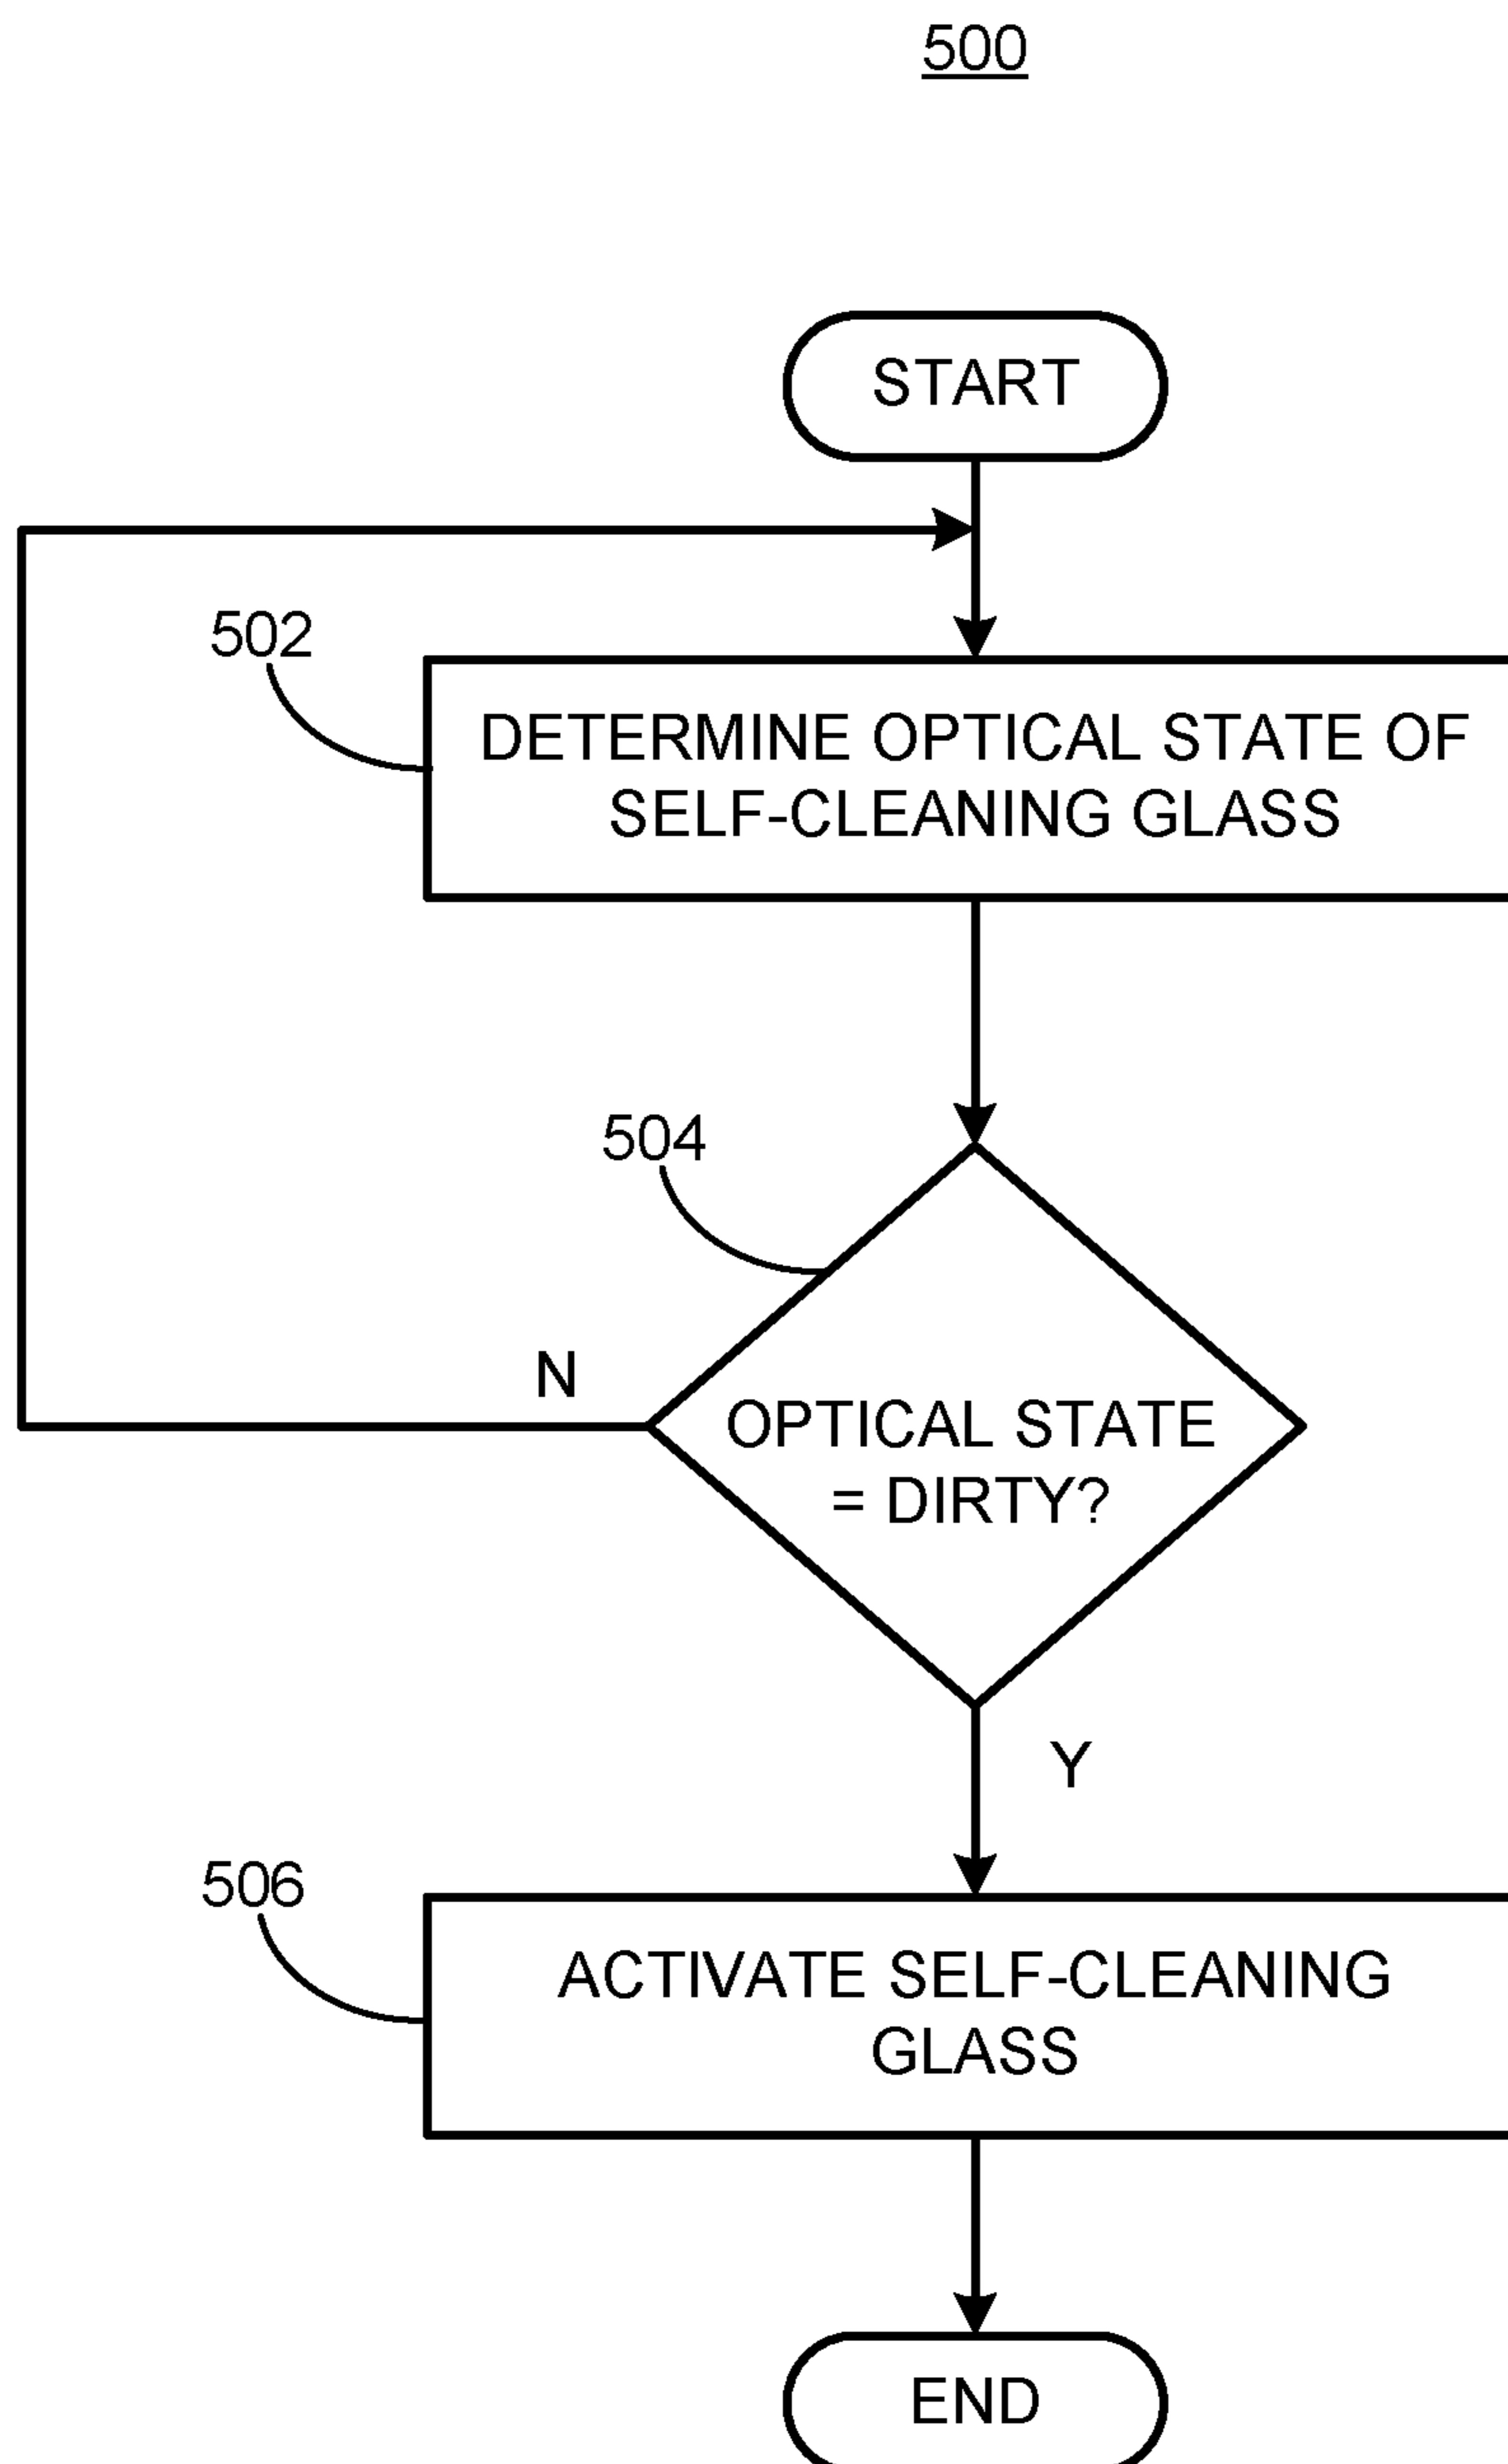 500
START
502
DETERMINE OPTICAL STATE OF
SELF-CLEANING GLASS
504
N
OPTICAL STATE
= DIRTY?
Y
506
ACTIVATE SELF-CLEANING
GLASS
END